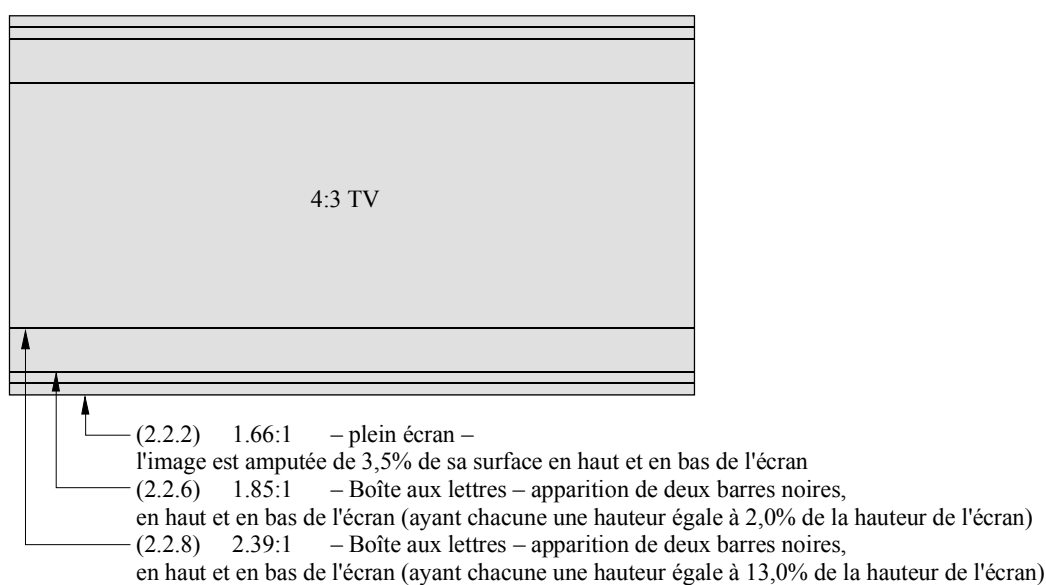 4:3 TV
(2.2.2) 1.66:1 – plein écran –
l'image est amputée de 3,5% de sa surface en haut et en bas de l'écran
(2.2.6) 1.85:1 – Boîte aux lettres – apparition de deux barres noires,
en haut et en bas de l'écran (ayant chacune une hauteur égale à 2,0% de la hauteur de l'écran)
(2.2.8) 2.39:1 – Boîte aux lettres – apparition de deux barres noires,
en haut et en bas de l'écran (ayant chacune une hauteur égale à 13,0% de la hauteur de l'écran)